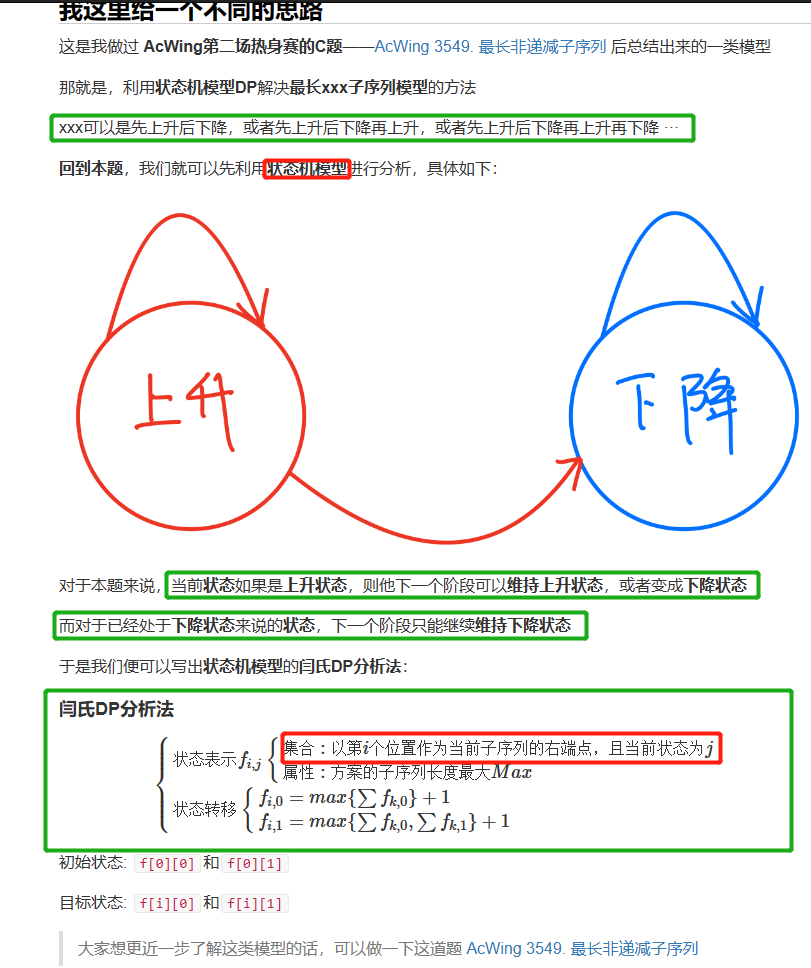 我这里给一个不同的思路
这是我做过 AcWing第二场热身赛的C题——AcWing 3549. 最长非递减子序列 后总结出来的一类模型
那就是，利用状态机模型DP解决最长xxx子序列模型的方法
xxx可以是先上升后下降，或者先上升后下降再上升，或者先上升后下降再上升再下降 …
回到本题，我们就可以先利用状态机模型进行分析，具体如下：
上升
下降
对于本题来说，当前状态如果是上升状态，则他下一个阶段可以维持上升状态，或者变成下降状态
而对于已经处于下降状态来说的状态，下一个阶段只能继续维持下降状态
于是我们便可以写出状态机模型的闫氏DP分析法：
闫氏DP分析法
状态表示f_{i,j}
集合：以第i个位置作为当前子序列的右端点，且当前状态为j
属性：方案的子序列长度最大Max
状态转移
f_{i,0} = max{∑ f_{k,0}} + 1
f_{i,1} = max{∑ f_{k,0}, ∑ f_{k,1}} + 1
初始状态: f[0][0] 和 f[0][1]
目标状态: f[i][0] 和 f[i][1]
大家想更近一步了解这类模型的话，可以做一下这道题 AcWing 3549. 最长非递减子序列